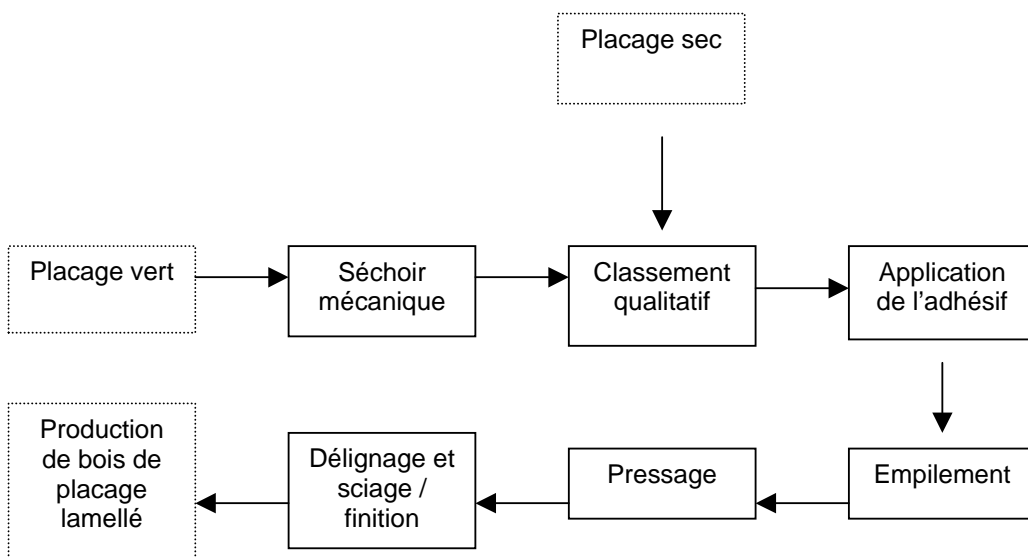 Placage sec
Placage vert
Séchoir
mécanique
Classement
qualitatif
Application
de l’adhésif
Empilement
Pressage
Délignage et
sciage /
finition
Production
de bois de
placage
lamellé